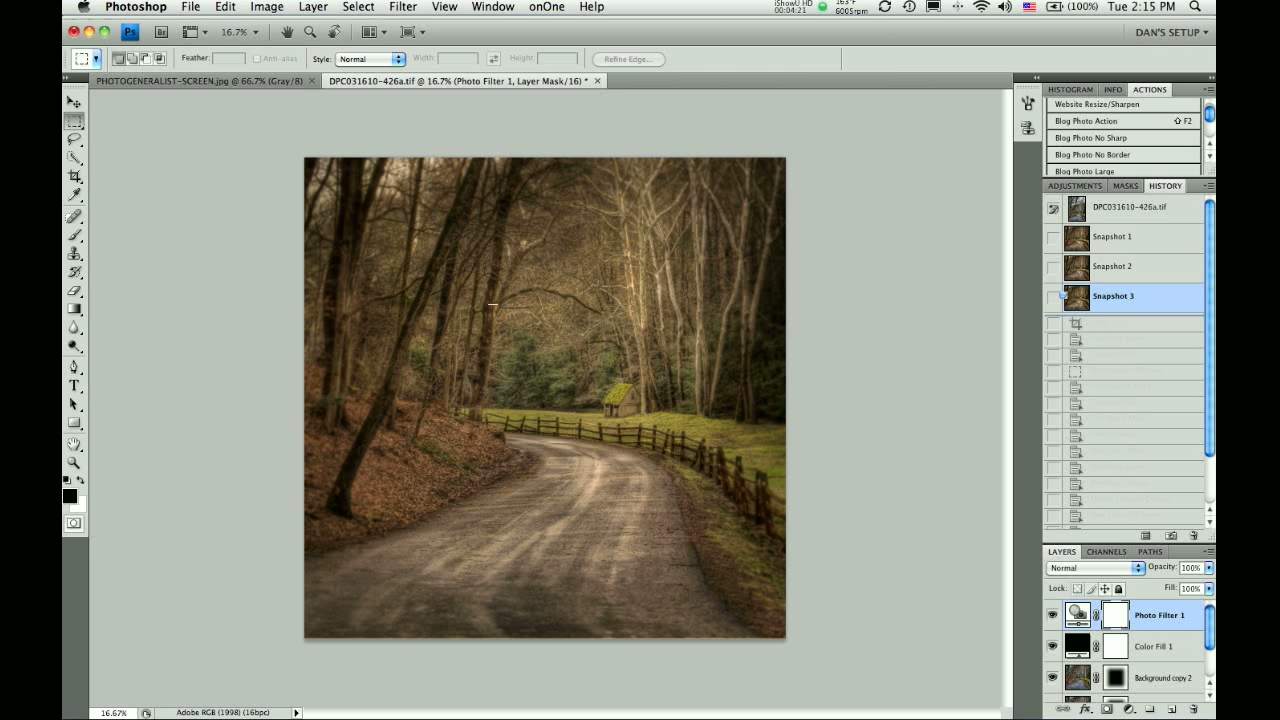 Photoshop File Edit Image Layer Select Filter View Window onOne Help
iShowU HD
00:04:21
163°F
6005rpm
(100%) Tue 2:15 PM
Ps Br 16.7% DAN'S SETUP
Feather: Anti-alias Style: Normal Width: Height: Refine Edge...
PHOTOGENERALIST-SCREEN.jpg @ 66.7% (Gray/8) × DPC031610-426a.tif @ 16.7% (Photo Filter 1, Layer Mask/16) * ×
HISTOGRAM INFO ACTIONS
Website Resize/Sharpen
Blog Photo Action F2
Blog Photo No Sharp
Blog Photo No Border
Blog Photo Large
ADJUSTMENTS MASKS HISTORY
DPC031610-426a.tif
Snapshot 1
Snapshot 2
Snapshot 3
LAYERS CHANNELS PATHS
Normal Opacity: 100%
Lock: Fill: 100%
Photo Filter 1
Color Fill 1
Background copy 2
16.67% Adobe RGB (1998) (16bpc)